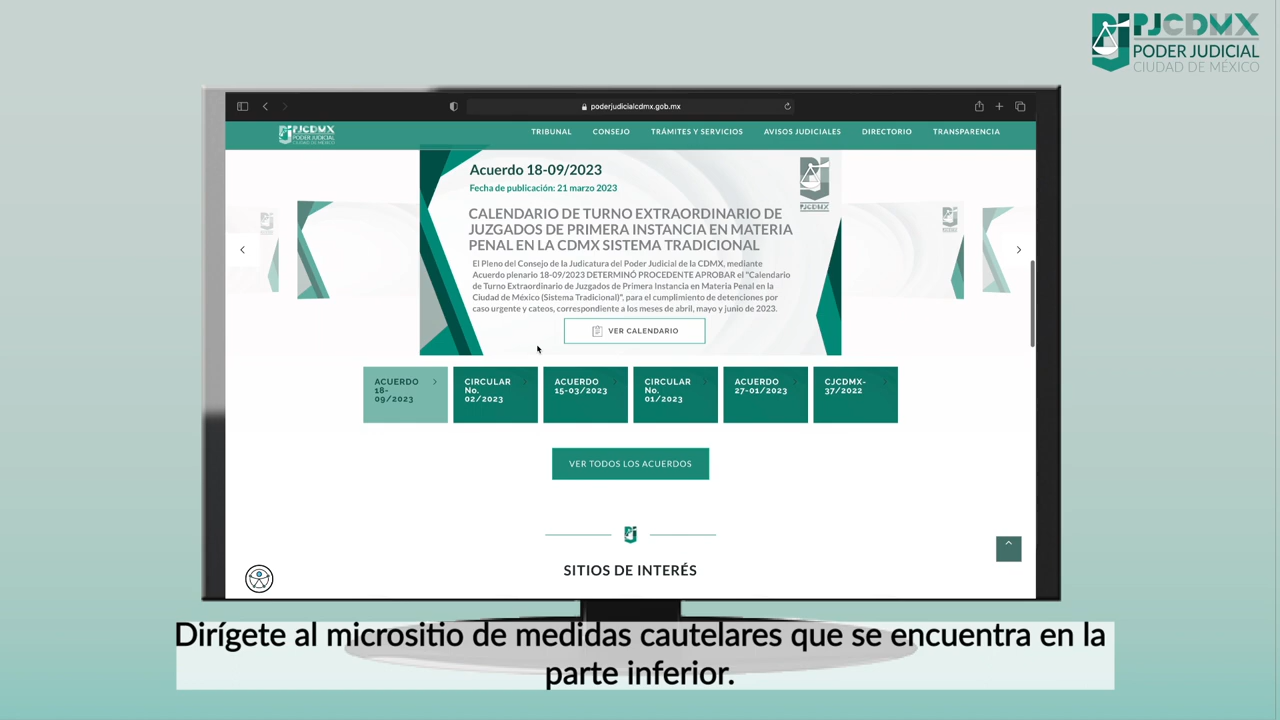 PJCDMX
PODER JUDICIAL
CIUDAD DE MÉXICO
poderjudicialcdmx.gob.mx
PJCDMX
PODER JUDICIAL
CIUDAD DE MÉXICO
TRIBUNAL CONSEJO TRÁMITES Y SERVICIOS AVISOS JUDICIALES DIRECTORIO TRANSPARENCIA
Acuerdo 18-09/2023
Fecha de publicación: 21 marzo 2023
PJCDMX
CALENDARIO DE TURNO EXTRAORDINARIO DE
JUZGADOS DE PRIMERA INSTANCIA EN MATERIA
PENAL EN LA CDMX SISTEMA TRADICIONAL
El Pleno del Consejo de la Judicatura del Poder Judicial de la CDMX, mediante
Acuerdo plenario 18-09/2023 DETERMINÓ PROCEDENTE APROBAR el "Calendario
de Turno Extraordinario de Juzgados de Primera Instancia en Materia Penal en la
Ciudad de México (Sistema Tradicional)", para el cumplimiento de detenciones por
caso urgente y cateos, correspondiente a los meses de abril, mayo y junio de 2023.
VER CALENDARIO
ACUERDO
18-
09/2023
CIRCULAR
No.
02/2023
ACUERDO
15-03/2023
CIRCULAR
No.
01/2023
ACUERDO
27-01/2023
CJCDMX-
37/2022
VER TODOS LOS ACUERDOS
SITIOS DE INTERÉS
Dirígete al micrositio de medidas cautelares que se encuentra en la
parte inferior.